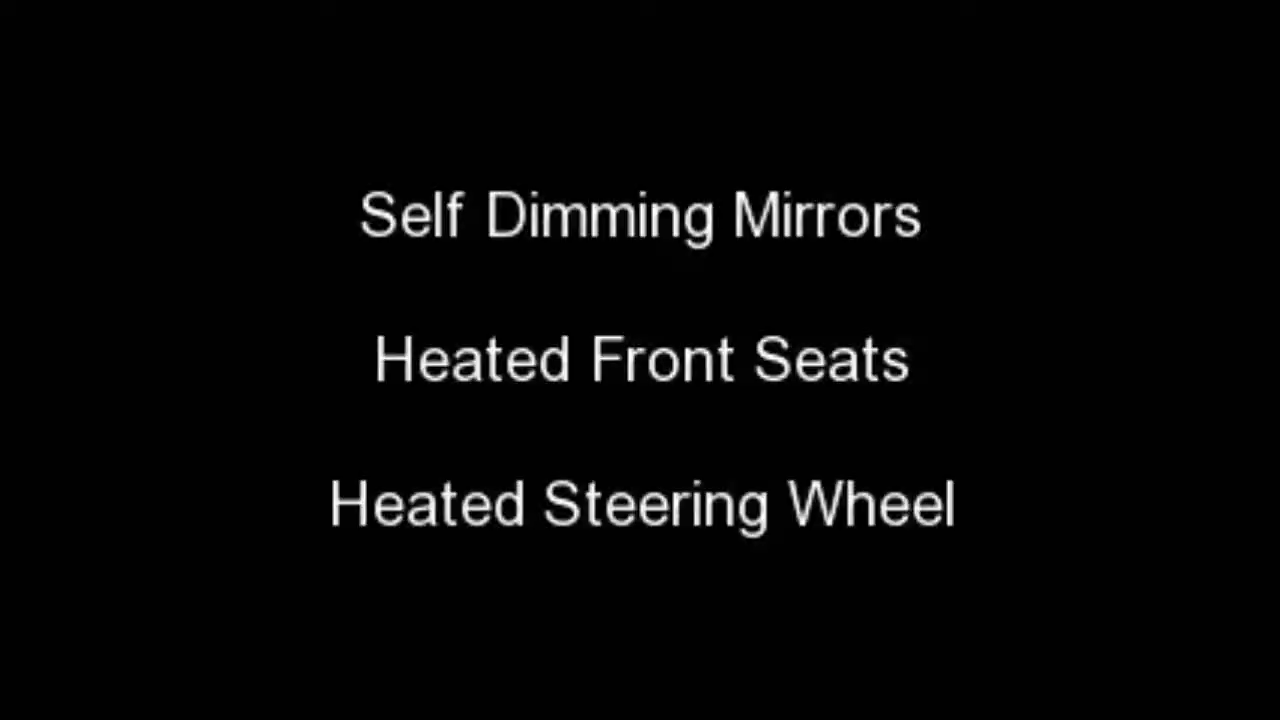 Self Dimming Mirrors
Heated Front Seats
Heated Steering Wheel